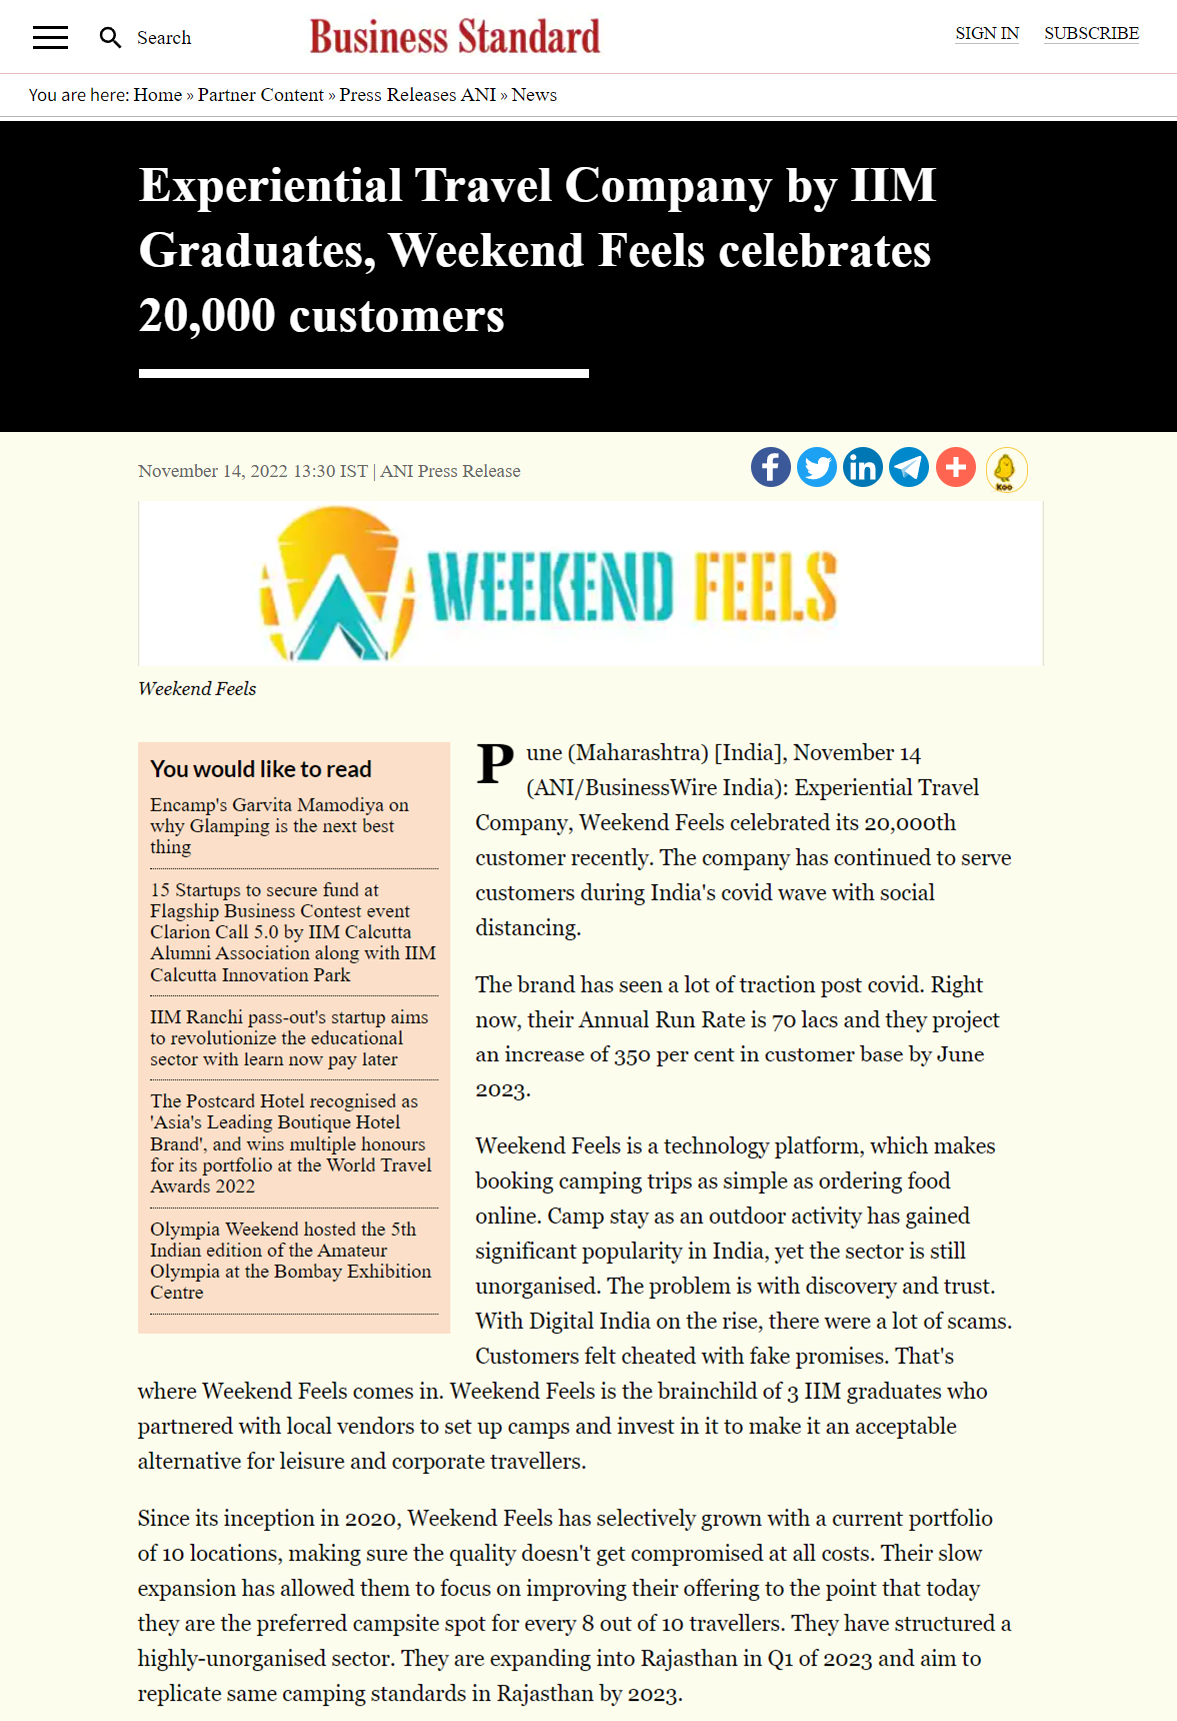 Search
Business Standard
SIGN IN
SUBSCRIBE
You are here: Home » Partner Content » Press Releases ANI » News
Experiential Travel Company by IIM
Graduates, Weekend Feels celebrates
20,000 customers
November 14, 2022 13:30 IST | ANI Press Release
Koo
WEEKEND FEELS
Weekend Feels
You would like to read
Encamp's Garvita Mamodiya on
why Glamping is the next best
thing
15 Startups to secure fund at
Flagship Business Contest event
Clarion Call 5.0 by IIM Calcutta
Alumni Association along with IIM
Calcutta Innovation Park
IIM Ranchi pass-out's startup aims
to revolutionize the educational
sector with learn now pay later
The Postcard Hotel recognised as
'Asia's Leading Boutique Hotel
Brand', and wins multiple honours
for its portfolio at the World Travel
Awards 2022
Olympia Weekend hosted the 5th
Indian edition of the Amateur
Olympia at the Bombay Exhibition
Centre
Pune (Maharashtra) [India], November 14
(ANI/BusinessWire India): Experiential Travel
Company, Weekend Feels celebrated its 20,000th
customer recently. The company has continued to serve
customers during India's covid wave with social
distancing.
The brand has seen a lot of traction post covid. Right
now, their Annual Run Rate is 70 lacs and they project
an increase of 350 per cent in customer base by June
2023.
Weekend Feels is a technology platform, which makes
booking camping trips as simple as ordering food
online. Camp stay as an outdoor activity has gained
significant popularity in India, yet the sector is still
unorganised. The problem is with discovery and trust.
With Digital India on the rise, there were a lot of scams.
Customers felt cheated with fake promises. That's
where Weekend Feels comes in. Weekend Feels is the brainchild of 3 IIM graduates who
partnered with local vendors to set up camps and invest in it to make it an acceptable
alternative for leisure and corporate travellers.
Since its inception in 2020, Weekend Feels has selectively grown with a current portfolio
of 10 locations, making sure the quality doesn't get compromised at all costs. Their slow
expansion has allowed them to focus on improving their offering to the point that today
they are the preferred campsite spot for every 8 out of 10 travellers. They have structured a
highly-unorganised sector. They are expanding into Rajasthan in Q1 of 2023 and aim to
replicate same camping standards in Rajasthan by 2023.